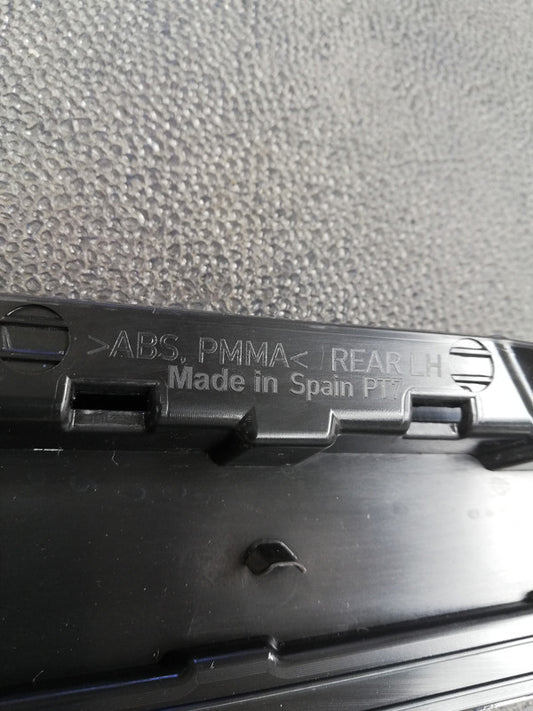 >ABS, PMMA< REAR LH
Made in Spain PT7